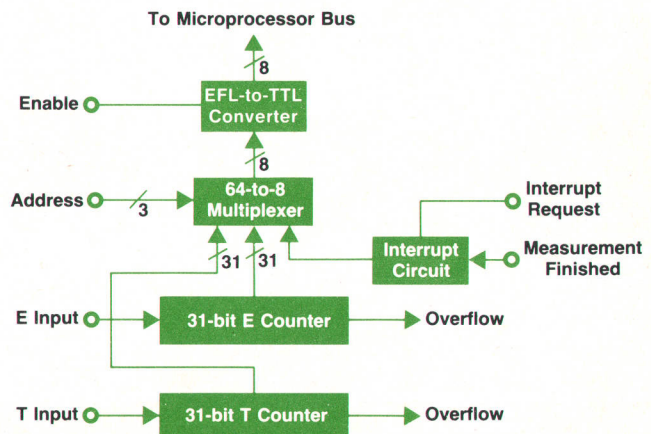 To Microprocessor Bus
8
Enable
EFL-to-TTL
Converter
8
Address
3
64-to-8
Multiplexer
Interrupt
Request
31
31
Interrupt
Circuit
Measurement
Finished
E Input
31-bit E Counter
Overflow
T Input
31-bit T Counter
Overflow